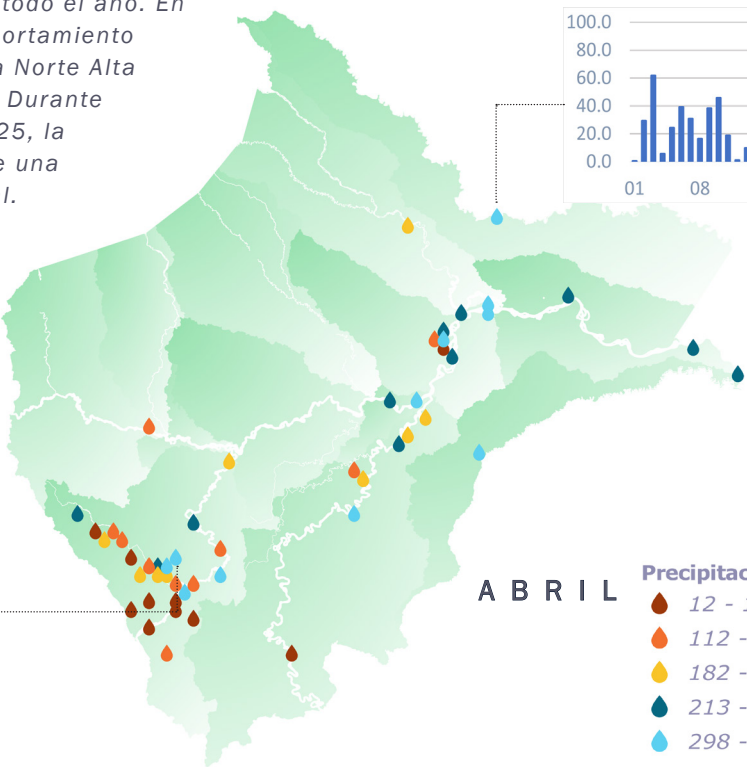 todo el año. En
ortamiento
Norte Alta
Durante
25, la
e una
l.
100.0
80.0
60.0
40.0
20.0
0.0
01 08
ABRIL
Precipitac
12 -
112 -
182 -
213 -
298 -